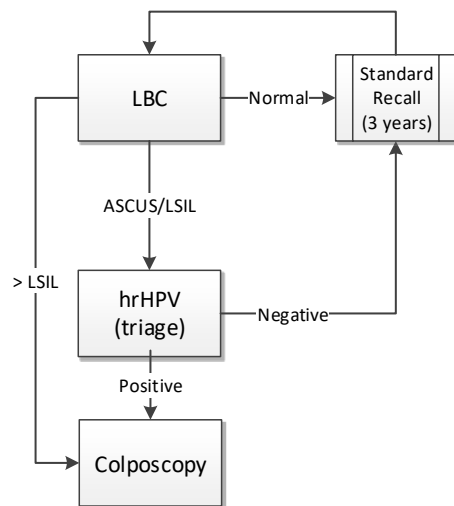 LBC
Normal
Standard
Recall
(3 years)
ASCUS/LSIL
> LSIL
hrHPV
(triage)
Negative
Positive
Colposcopy